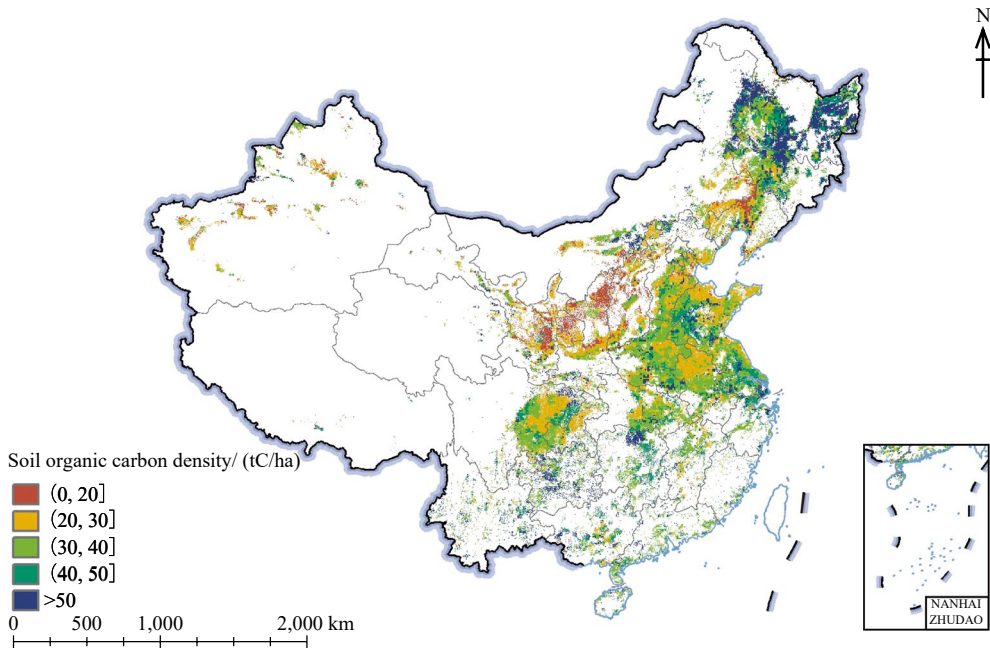 N
Soil organic carbon density/ (tC/ha)
(0, 20]
(20, 30]
(30, 40]
(40, 50]
>50
0 500 1,000 2,000 km
NANHAI
ZHUDAO